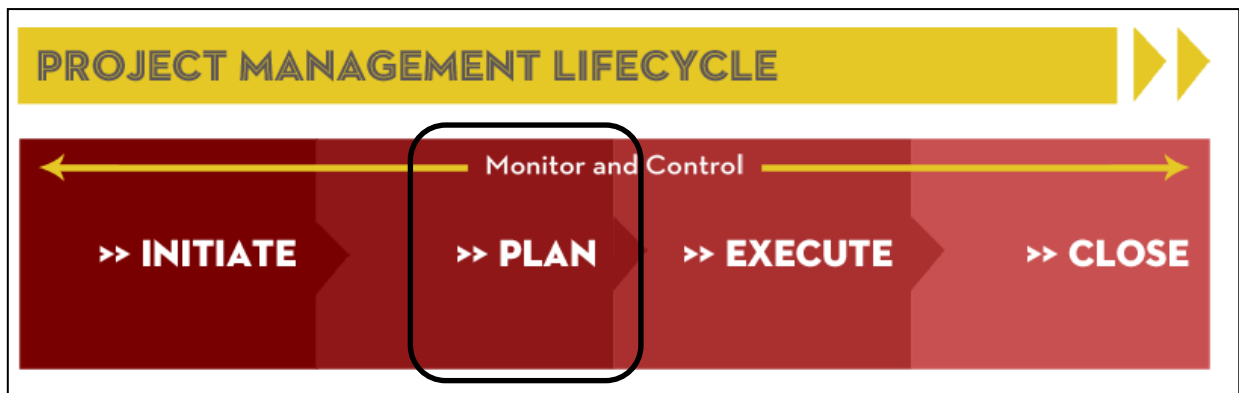 PROJECT MANAGEMENT LIFECYCLE
Monitor and Control
>> INITIATE
>> PLAN
>> EXECUTE
>> CLOSE